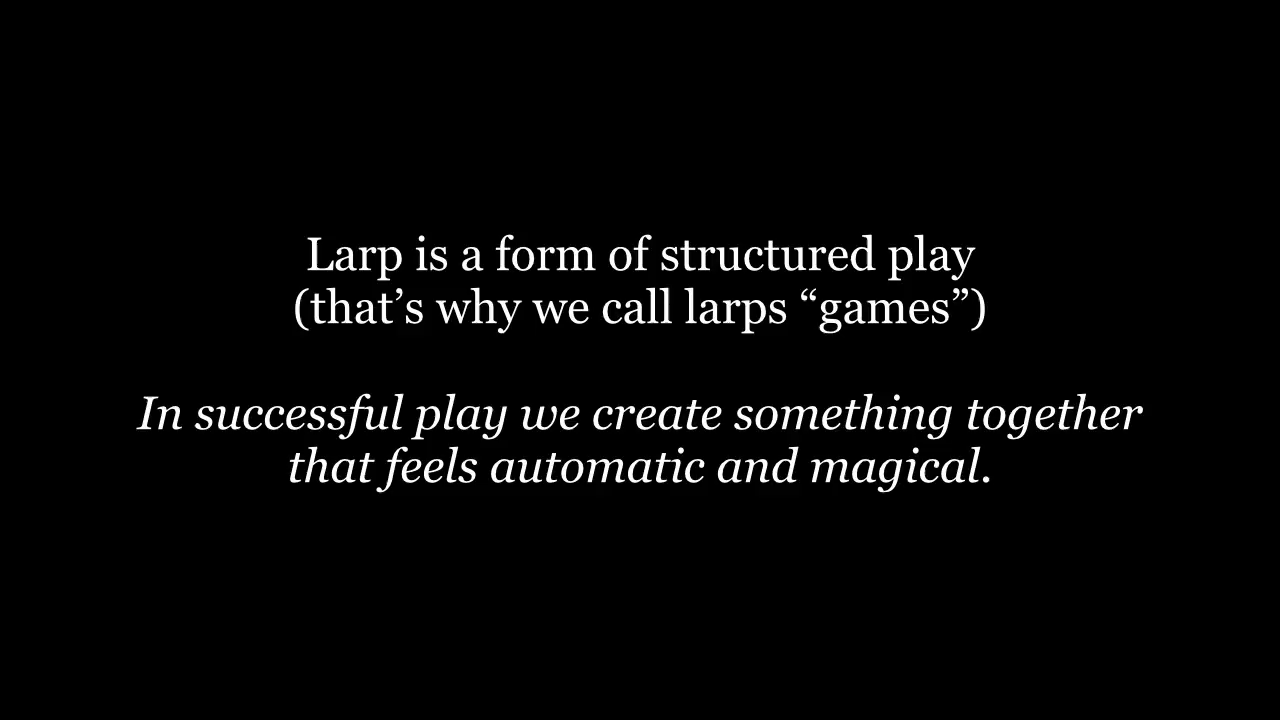 Larp is a form of structured play
(that’s why we call larps “games”)
In successful play we create something together
that feels automatic and magical.